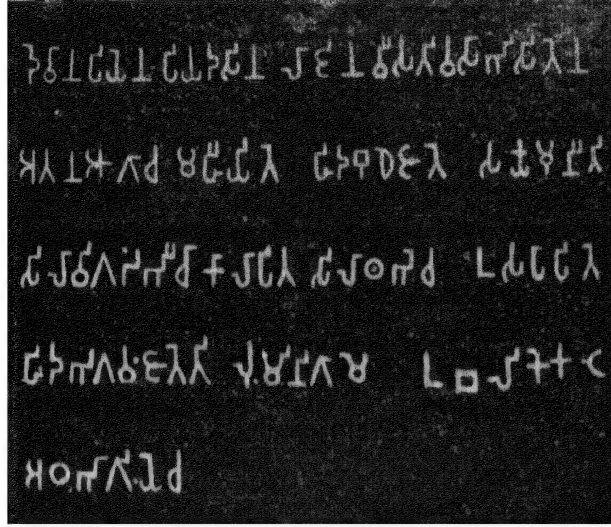 𑀤𑁂𑀯𑀸𑀦𑀧𑀺𑀬𑁂𑀦 𑀧𑀺𑀬𑀤𑀲𑀺𑀦 𑀮𑀸𑀚𑀺𑀦 𑀯𑀻𑀲𑀢𑀺𑀯𑀲𑀸𑀪𑀺𑀲𑀺𑀢𑁂𑀦
𑀅𑀢𑀦 𑀆𑀕𑀸𑀘 𑀫𑀳𑀻𑀬𑀺𑀢𑁂 𑀳𑀺𑀤 𑀩𑀼𑀥𑁂 𑀚𑀸𑀢𑁂 𑀲𑀓𑁆𑀬𑀫𑀼𑀦𑀻𑀢𑀺
𑀲𑀺𑀮𑀸 𑀯𑀺𑀕𑀟𑀪𑀻 𑀘𑀸 𑀓𑀸𑀮𑀸𑀧𑀺𑀢 𑀲𑀺𑀮𑀸𑀣𑀪𑁂 𑀘 𑀉𑀲𑀧𑀸𑀧𑀺𑀢𑁂
𑀳𑀺𑀤 𑀪𑀕𑀯𑀁 𑀚𑀸𑀢𑁂 𑀢𑀺 𑀮𑀼𑀁𑀫𑀺𑀦𑀺 𑀕𑀸𑀫𑁂 𑀉𑀩𑀮𑀺𑀓𑁂 𑀓𑀝𑁂
𑀅𑀞𑀪𑀸𑀕𑀺𑀬𑁂 𑀘